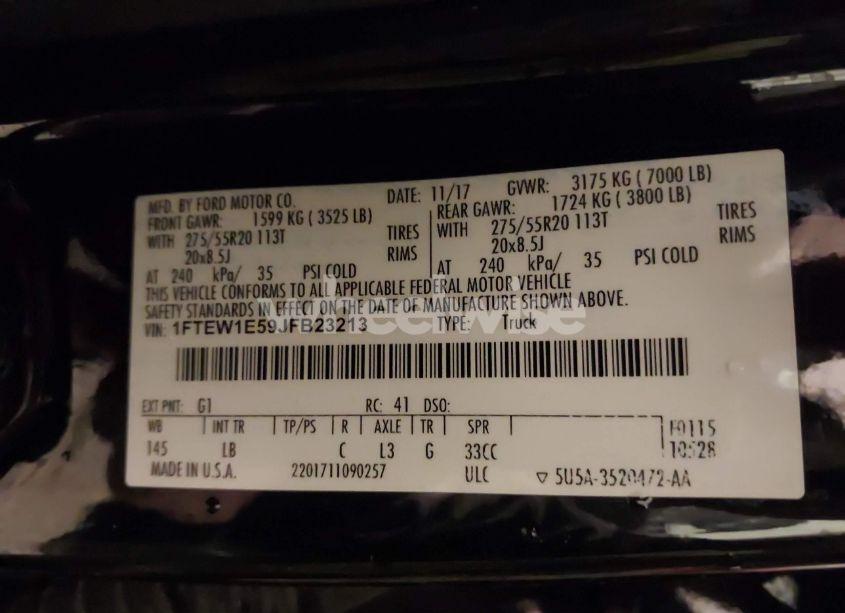 MFD. BY FORD MOTOR CO. DATE: 11/17 GVWR: 3175 KG ( 7000 LB)
FRONT GAWR: 1599 KG ( 3525 LB) REAR GAWR: 1724 KG ( 3800 LB)
WITH 275/55R20 113T TIRES WITH 275/55R20 113T TIRES
20x8.5J RIMS 20x8.5J RIMS
AT 240 kPa/ 35 PSI COLD AT 240 kPa/ 35 PSI COLD
THIS VEHICLE CONFORMS TO ALL APPLICABLE FEDERAL MOTOR VEHICLE
SAFETY STANDARDS IN EFFECT ON THE DATE OF MANUFACTURE SHOWN ABOVE.
wheelwise
VIN: 1FTEW1E59JFB23213 TYPE: Truck
EXT PNT: G1 RC: 41 DSO:
WB INT TR TP/PS R AXLE TR SPR F0115
145 LB C L3 G 33CC 10528
MADE IN U.S.A. 2201711090257 ULC ▽ 5U5A-3520472-AA